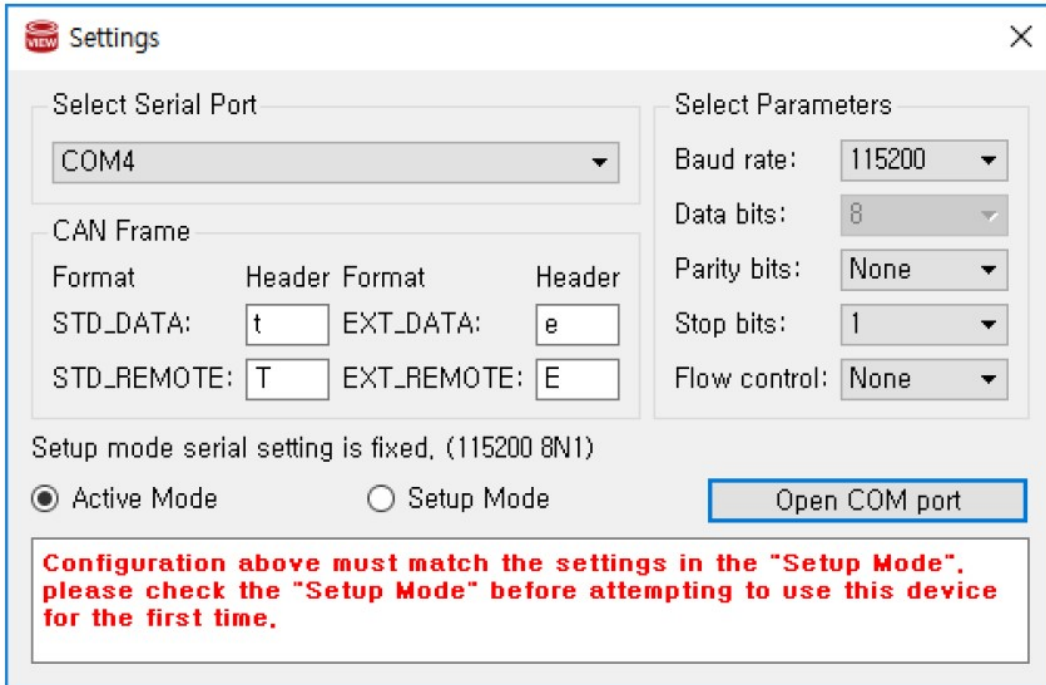 VIEW Settings
Select Serial Port
COM4
CAN Frame
Format Header Format Header
STD_DATA: t EXT_DATA: e
STD_REMOTE: T EXT_REMOTE: E
Select Parameters
Baud rate: 115200
Data bits: 8
Parity bits: None
Stop bits: 1
Flow control: None
Setup mode serial setting is fixed, (115200 8N1)
Active Mode Setup Mode Open COM port
Configuration above must match the settings in the "Setup Mode",
please check the "Setup Mode" before attempting to use this device
for the first time,